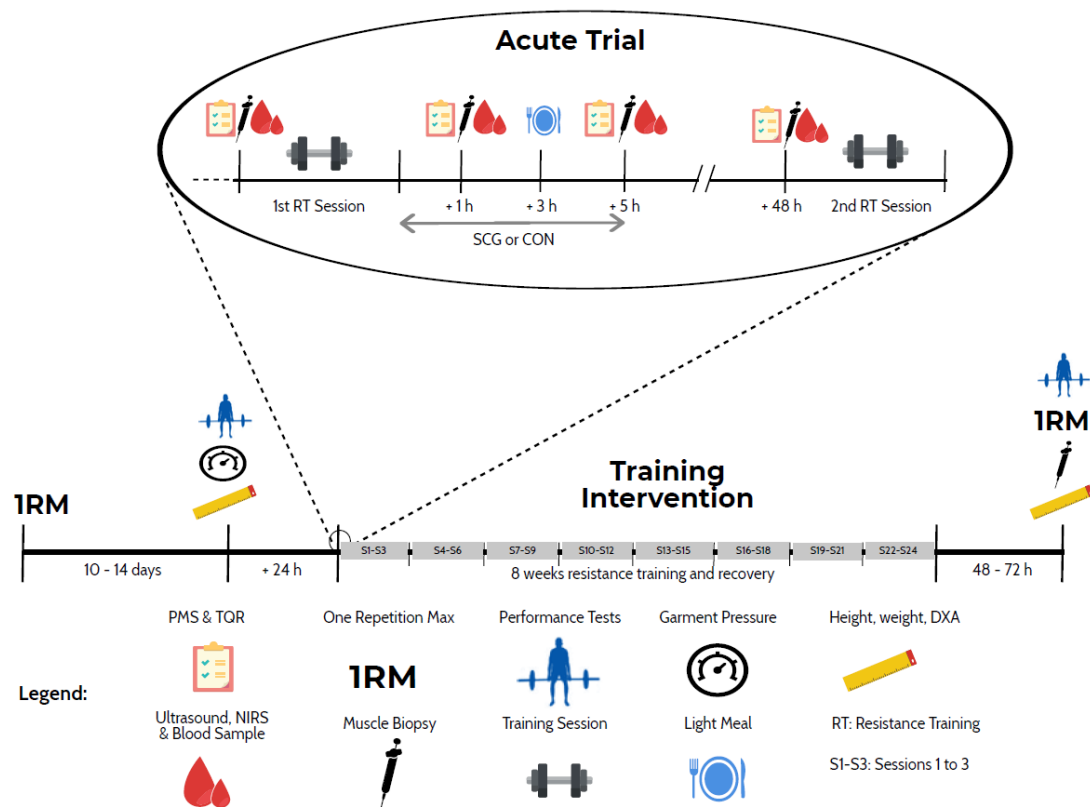 Acute Trial
1st RT Session
+ 1 h
+ 3 h
+ 5 h
+ 48 h
2nd RT Session
SCG or CON
1RM
Training
Intervention
1RM
S1-S3
S4-S6
S7-S9
S10-S12
S13-S15
S16-S18
S19-S21
S22-S24
10 - 14 days
+ 24 h
8 weeks resistance training and recovery
48 - 72 h
PMS & TQR
One Repetition Max
Performance Tests
Garment Pressure
Height, weight, DXA
1RM
Legend:
Ultrasound, NIRS
& Blood Sample
Muscle Biopsy
Training Session
Light Meal
RT: Resistance Training
S1-S3: Sessions 1 to 3